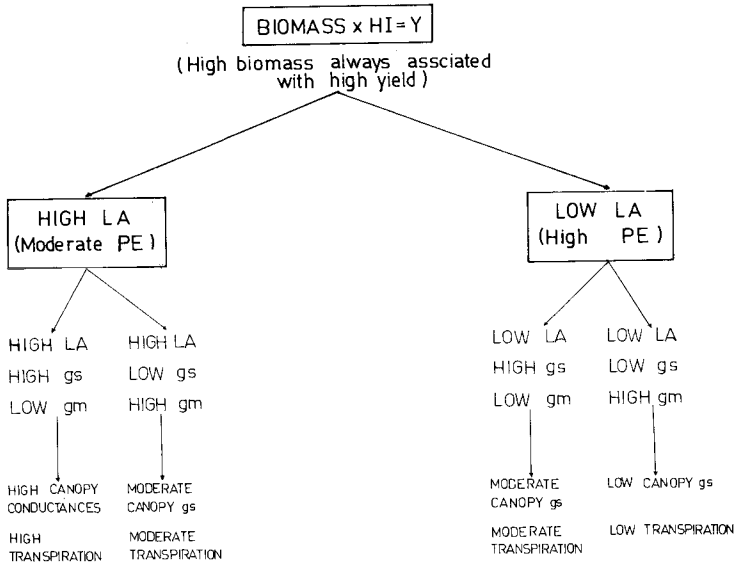 BIOMASS x HI = Y
(High biomass always assciated
with high yield)
HIGH LA
(Moderate PE)
LOW LA
(High PE)
HIGH LA
HIGH gs
LOW gm
HIGH LA
LOW gs
HIGH gm
LOW LA
HIGH gs
LOW gm
LOW LA
LOW gs
HIGH gm
HIGH CANOPY
CONDUCTANCES
HIGH
TRANSPIRATION
MODERATE
CANOPY gs
MODERATE
TRANSPIRATION
MODERATE
CANOPY gs
MODERATE
TRANSPIRATION
LOW CANOPY gs
LOW TRANSPIRATION